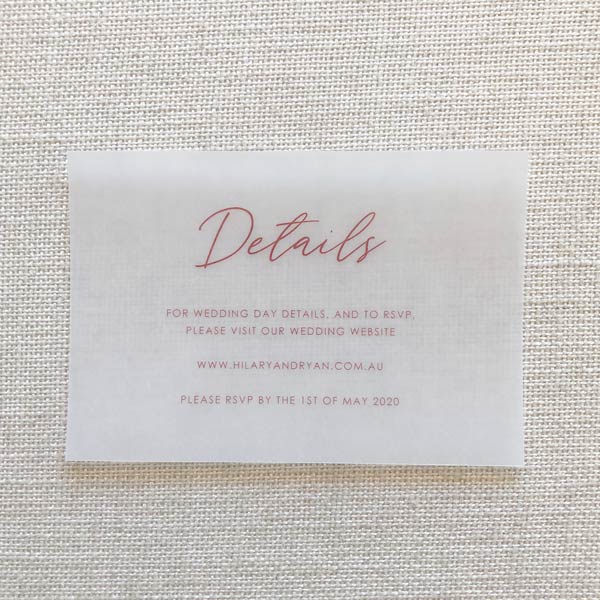 Details
FOR WEDDING DAY DETAILS, AND TO RSVP,
PLEASE VISIT OUR WEDDING WEBSITE
WWW.HILARYANDRYAN.COM.AU
PLEASE RSVP BY THE 1ST OF MAY 2020